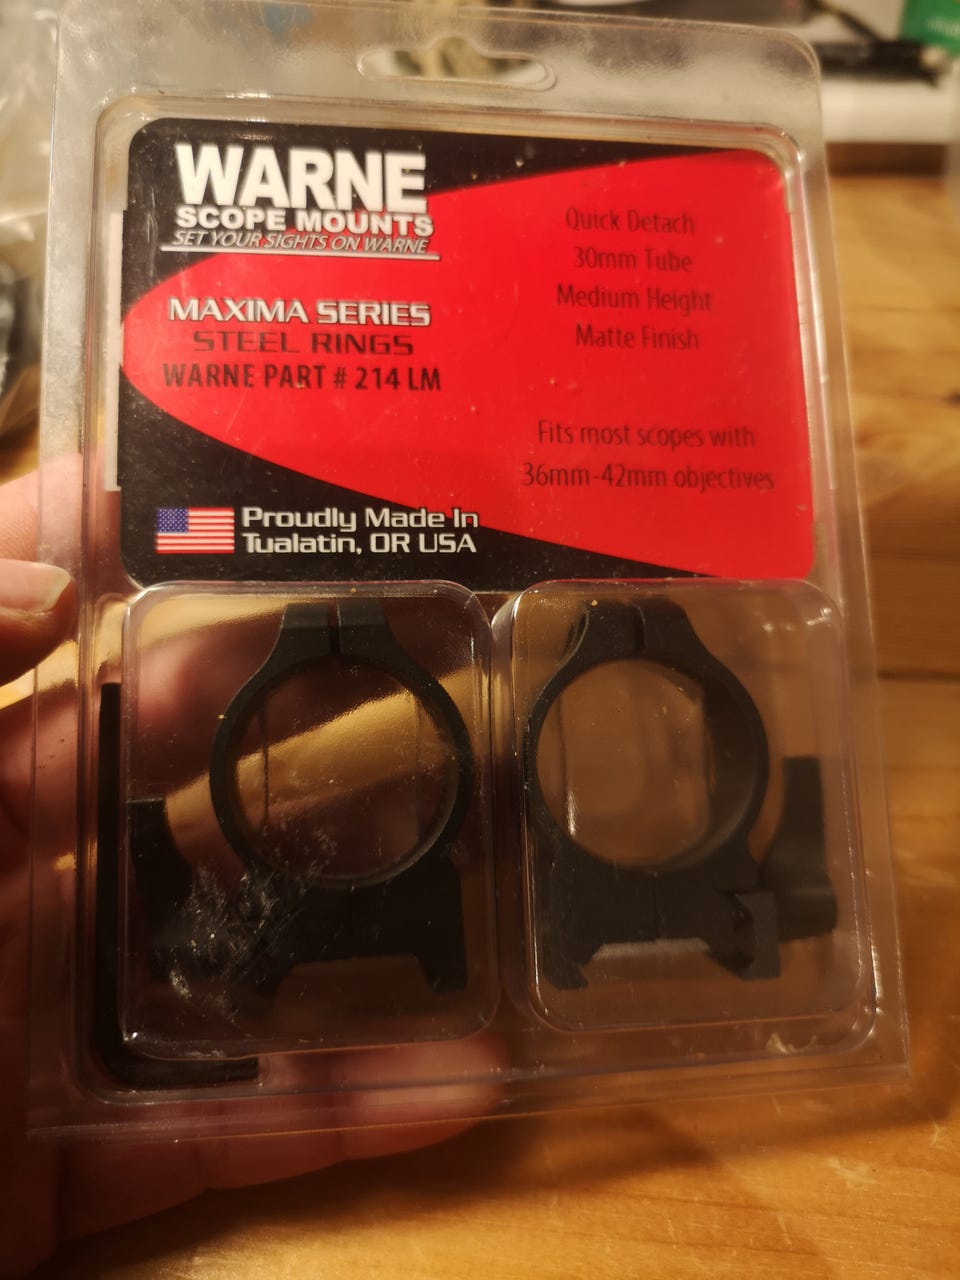 WARNE
SCOPE MOUNTS
SET YOUR SIGHTS ON WARNE
MAXIMA SERIES
STEEL RINGS
WARNE PART # 214 LM
Quick Detach
30mm Tube
Medium Height
Matte Finish
Fits most scopes with
36mm-42mm objectives
Proudly Made In
Tualatin, OR USA